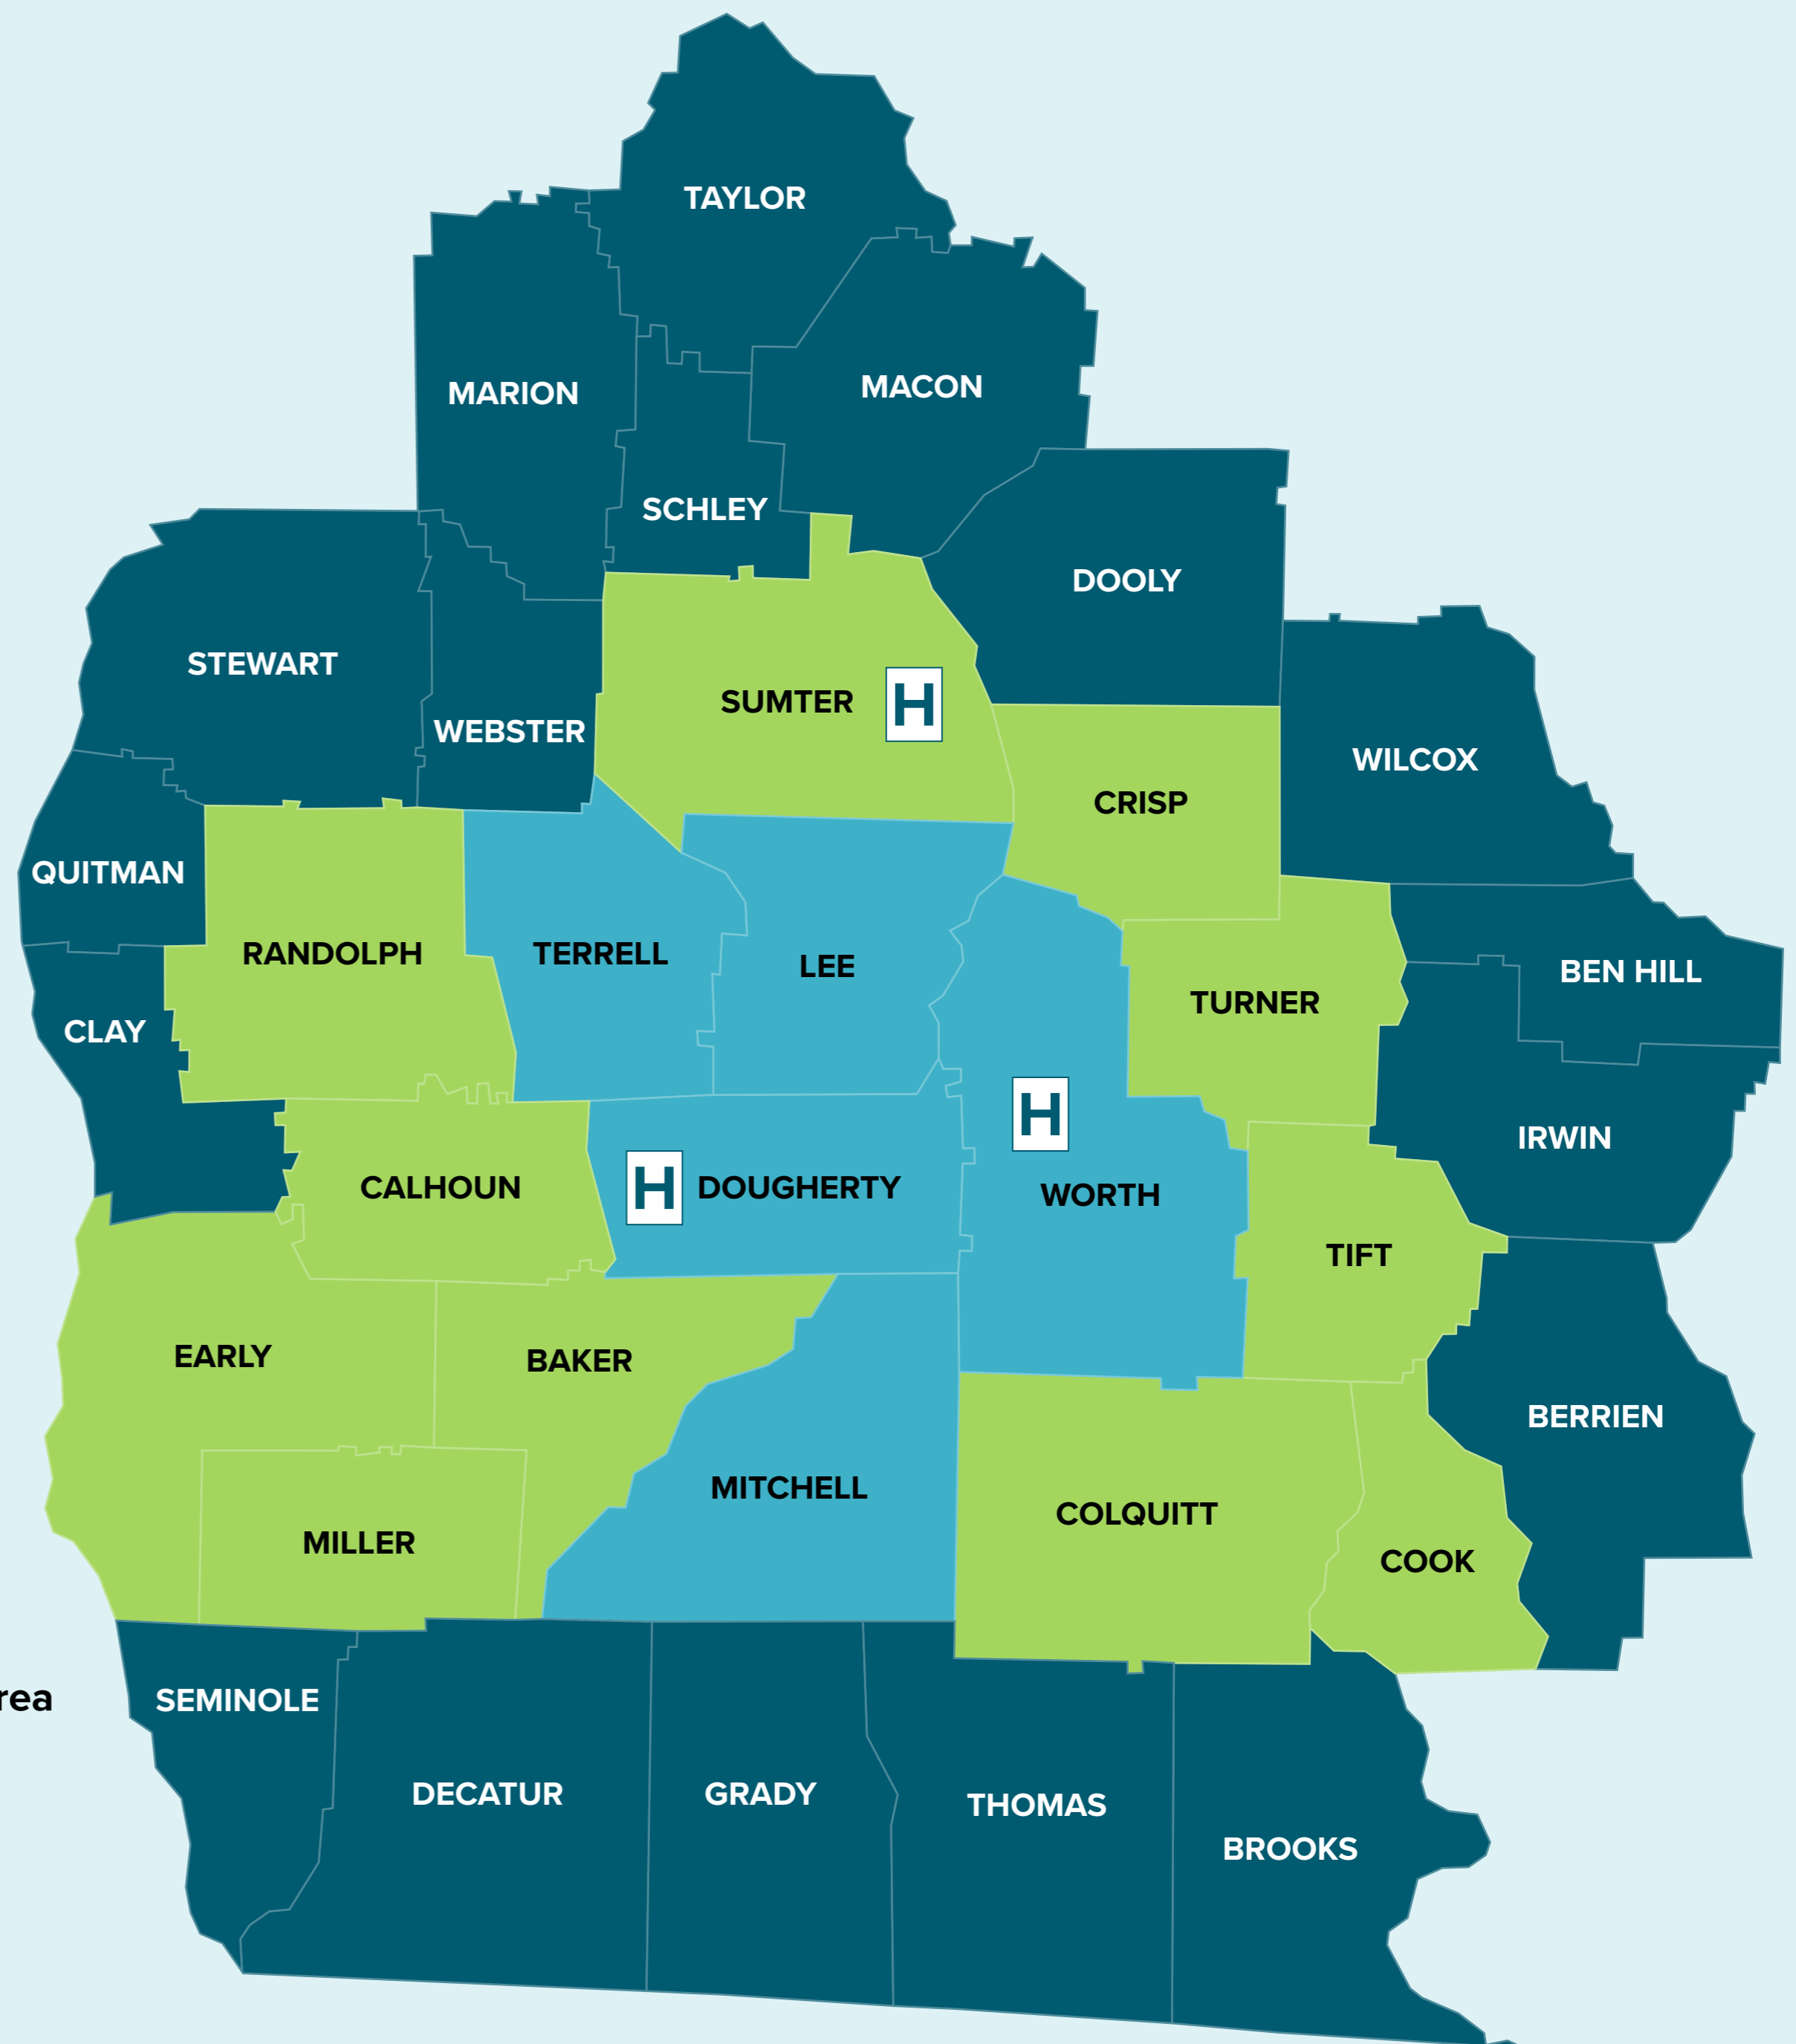 TAYLOR
MACON
MARION
SCHLEY
DOOLY
STEWART
SUMTER H
WEBSTER
WILCOX
CRISP
QUITMAN
RANDOLPH
TERRELL
LEE
BEN HILL
TURNER
CLAY
H
IRWIN
CALHOUN
H DOUGHERTY
WORTH
TIFT
EARLY
BAKER
BERRIEN
MITCHELL
COLQUITT
MILLER
COOK
rea
SEMINOLE
DECATUR
GRADY
THOMAS
BROOKS